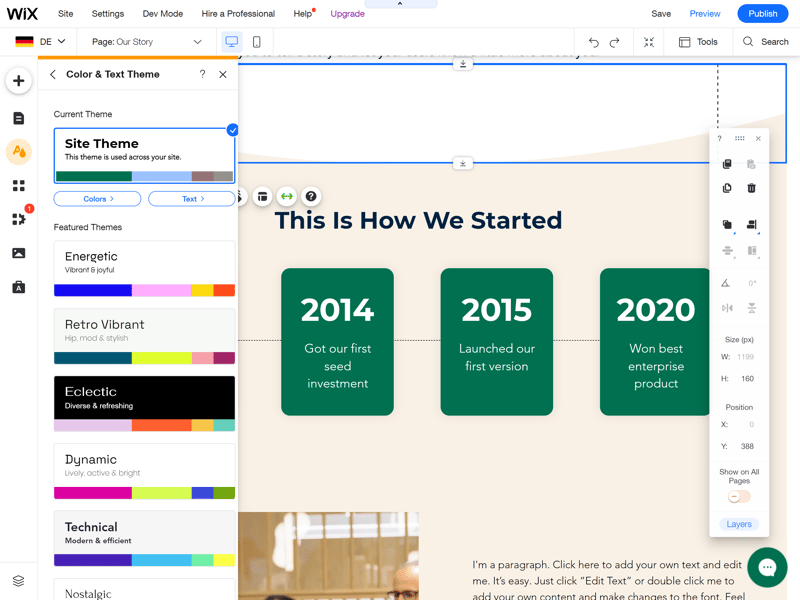 WiX
Site
Settings
Dev Mode
Hire a Professional
Help
Upgrade
Save
Preview
Publish
DE
Page: Our Story
Tools
Search
Color & Text Theme
?
Current Theme
Site Theme
This theme is used across your site.
Colors
Text
Featured Themes
Energetic
Vibrant & joyful
Retro Vibrant
Hip, mod & stylish
Eclectic
Diverse & refreshing
Dynamic
Lively, active & bright
Technical
Modern & efficient
Nostalgic
1
A
?
This Is How We Started
2014
Got our first
seed
investment
2015
Launched our
first version
2020
Won best
enterprise
product
I'm a paragraph. Click here to add your own text and edit
me. It's easy. Just click “Edit Text” or double click me to
add your own content and make changes to the font. Feel
?
0°
Size (px)
W: 1199
H: 160
Position
X: 0
Y: 388
Show on All
Pages
Layers